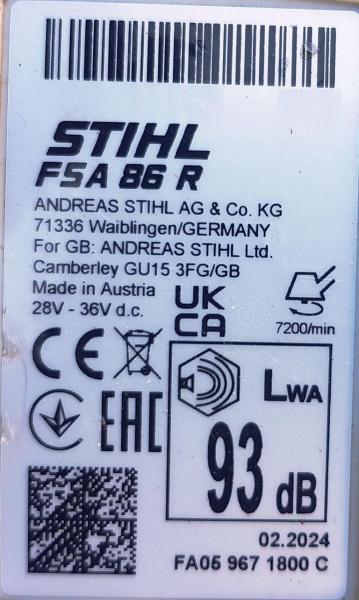 STIHL
FSA 86 R
ANDREAS STIHL AG & Co. KG
71336 Waiblingen/GERMANY
For GB: ANDREAS STIHL Ltd.
Camberley GU15 3FG/GB
Made in Austria
28V - 36V d.c.
UK
CA
7200/min
CE
EAC
LWA
93 dB
02.2024
FA05 967 1800 C